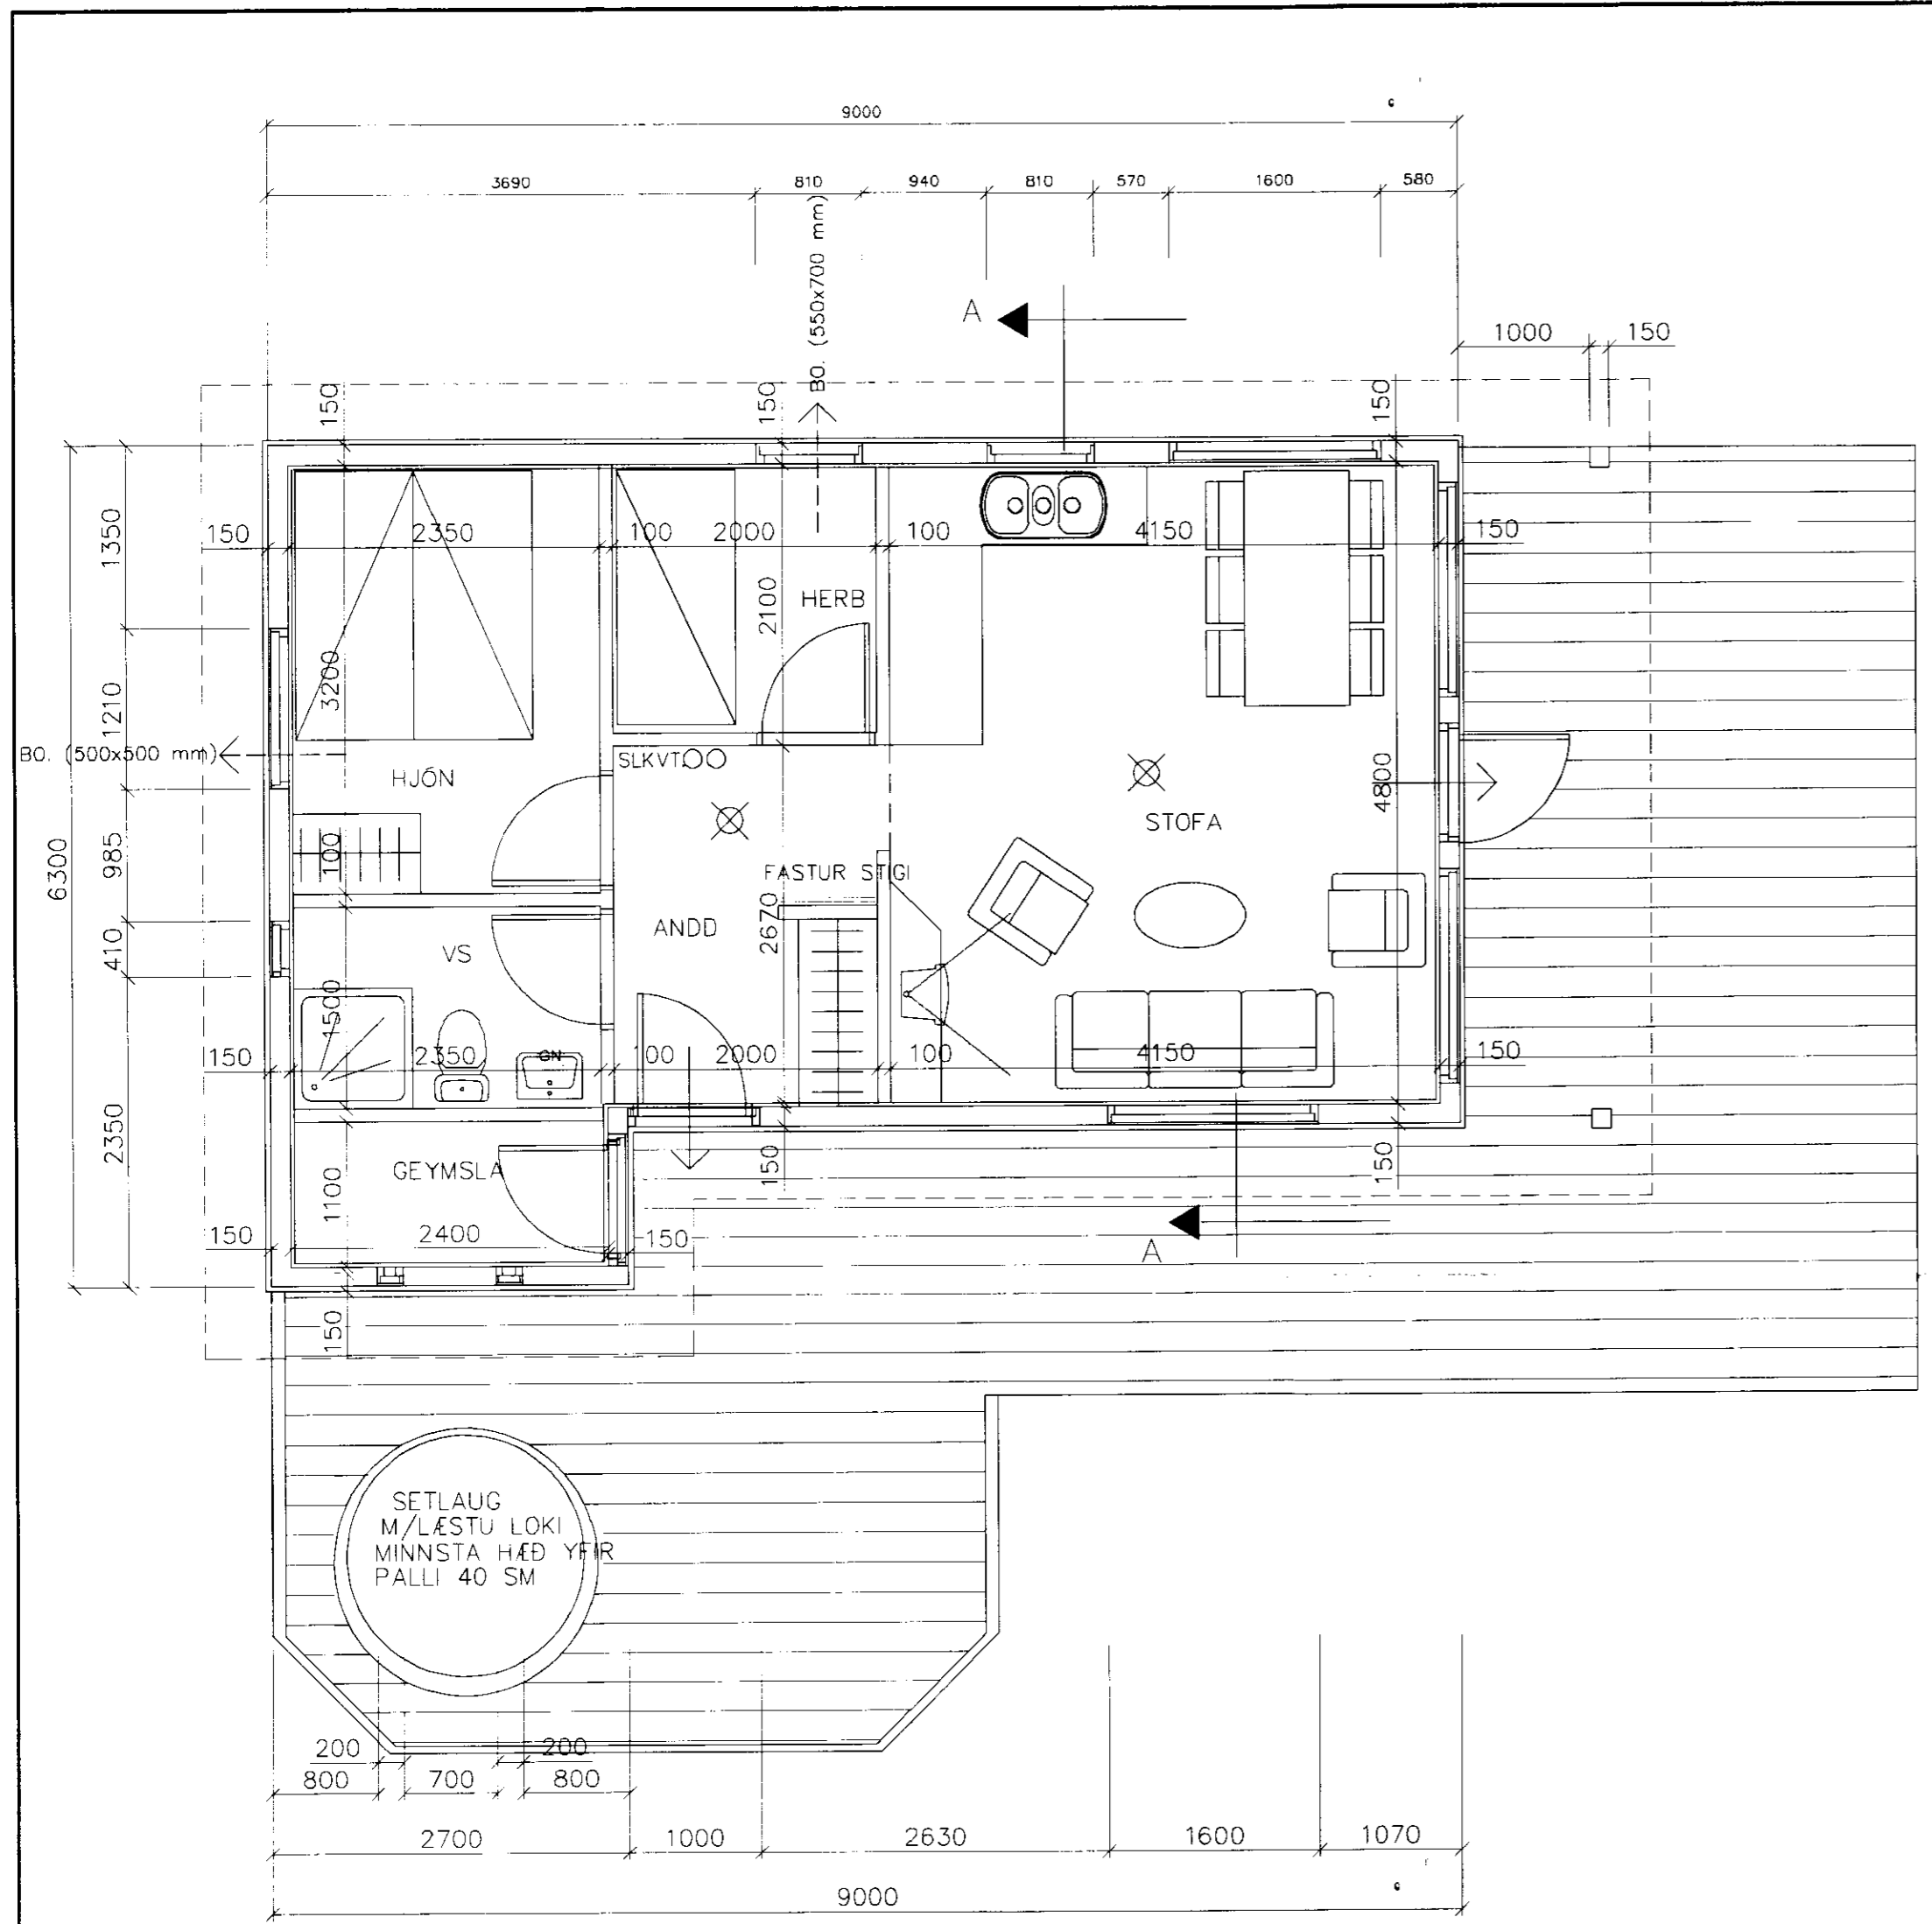 9000
3690 810 940 810 570 1600 580
BO. (550x700 mm)
A
1000 150
150 150 150
150 2350 100 2000 100 4150 150
1350
HERB
2100
3200
1210
BO. (500x500 mm)
SLKVT
HJÓN
4800
STOFA
6300
985
100
FASTUR STIGI
ANDD
2670
410
VS
1500
150 2350 GN 100 2000 100 4150 150
2350
GEYMSLA
1100
150 150
150 2400 150
A
150
SETLAUG
M/LÆSTU LOKI
MINNSTA HÆÐ YFIR
PALLI 40 SM
200 200
800 700 800
2700 1000 2630 1600 1070
9000